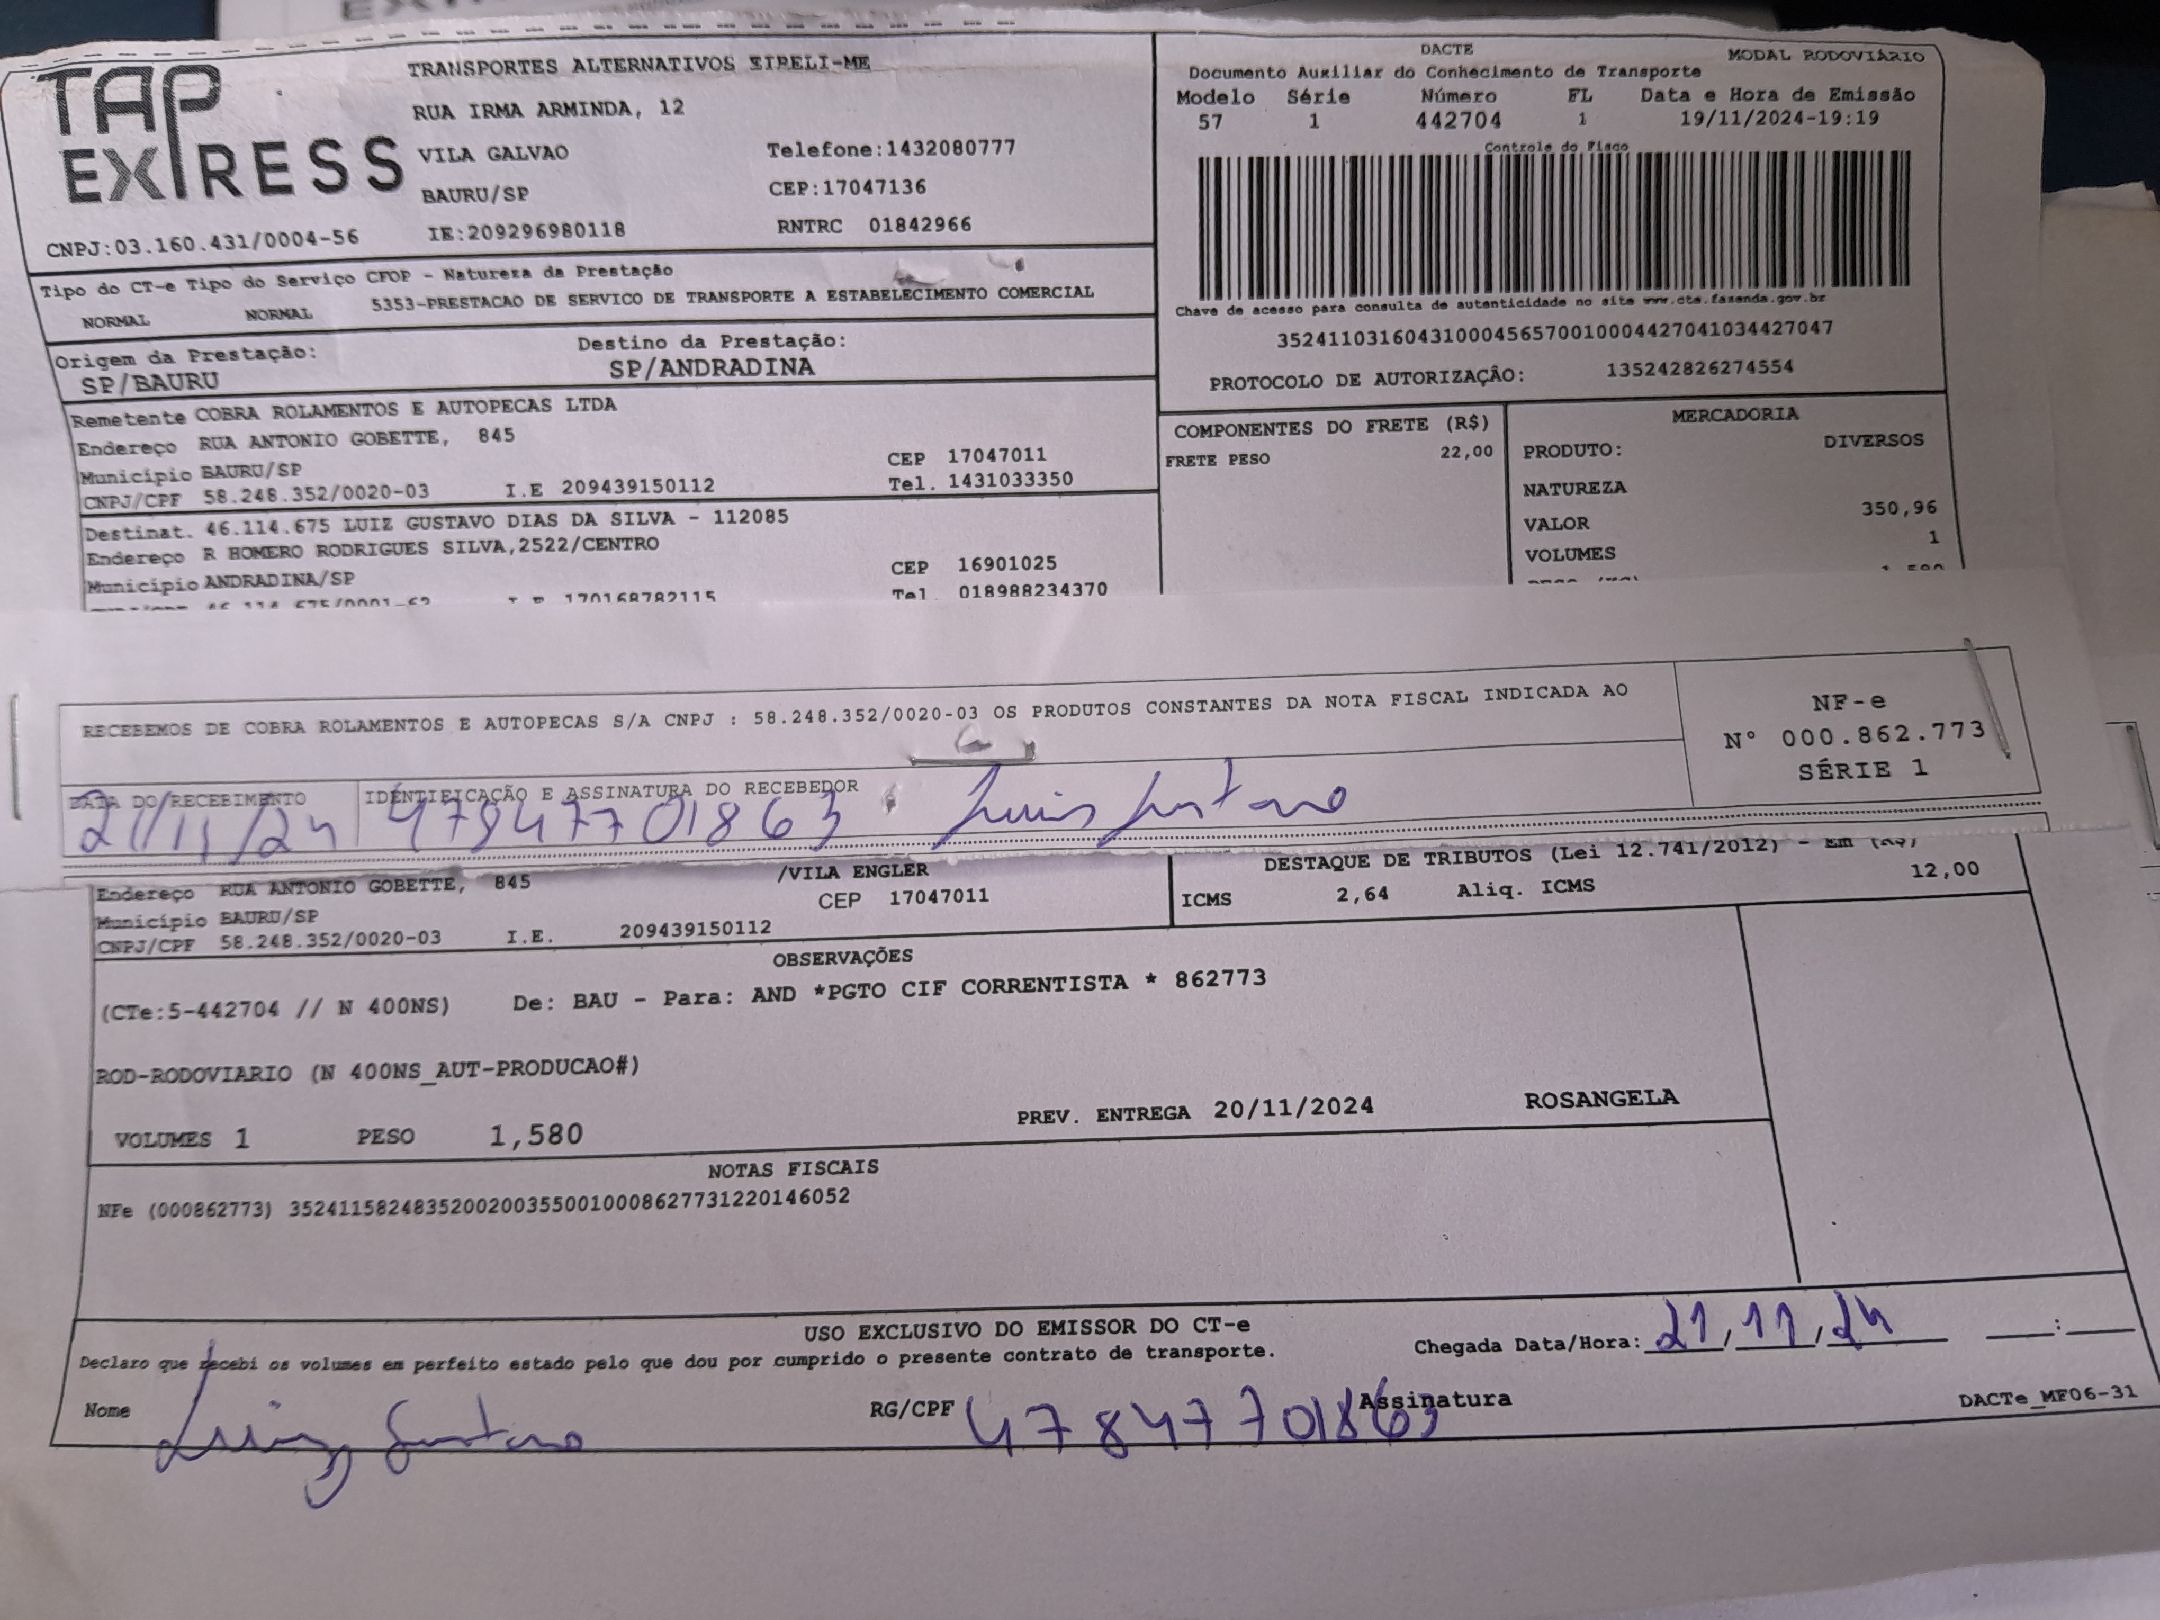 TAP EXPRESS
TRANSPORTES ALTERNATIVOS EIRELI-ME
RUA IRMA ARMINDA, 12
VILA GALVAO Telefone:1432080777
BAURU/SP CEP:17047136
CNPJ:03.160.431/0004-56 IE:209296980118 RNTRC 01842966
DACTE MODAL RODOVIÁRIO
Documento Auxiliar do Conhecimento de Transporte
Modelo Série Número FL Data e Hora de Emissão
57 1 442704 1 19/11/2024-19:19
Controle do Fisco
Chave de acesso para consulta de autenticidade no site www.cte.fazenda.gov.br
35241103160431000456570010004427041034427047
PROTOCOLO DE AUTORIZAÇÃO: 135242826274554
Tipo do CT-e Tipo do Serviço CFOP - Natureza da Prestação
NORMAL NORMAL 5353-PRESTACAO DE SERVICO DE TRANSPORTE A ESTABELECIMENTO COMERCIAL
Origem da Prestação: Destino da Prestação:
SP/BAURU SP/ANDRADINA
Remetente COBRA ROLAMENTOS E AUTOPECAS LTDA
Endereço RUA ANTONIO GOBETTE, 845
Município BAURU/SP CEP 17047011
CNPJ/CPF 58.248.352/0020-03 I.E 209439150112 Tel. 1431033350
Destinat. 46.114.675 LUIZ GUSTAVO DIAS DA SILVA - 112085
Endereço R HOMERO RODRIGUES SILVA,2522/CENTRO
Município ANDRADINA/SP CEP 16901025
46.114.675/0001-62 I.E 170168782115 Tel 018988234370
COMPONENTES DO FRETE (R$)
FRETE PESO 22,00
MERCADORIA
PRODUTO: DIVERSOS
NATUREZA
VALOR 350,96
VOLUMES 1
RECEBEMOS DE COBRA ROLAMENTOS E AUTOPECAS S/A CNPJ : 58.248.352/0020-03 OS PRODUTOS CONSTANTES DA NOTA FISCAL INDICADA AO
NF-e
N° 000.862.773
SÉRIE 1
DATA DO RECEBIMENTO IDENTIFICAÇÃO E ASSINATURA DO RECEBEDOR
21/11/24 47847701863 Luis Gustavo
Endereço RUA ANTONIO GOBETTE, 845 /VILA ENGLER
Município BAURU/SP CEP 17047011
CNPJ/CPF 58.248.352/0020-03 I.E. 209439150112
DESTAQUE DE TRIBUTOS (Lei 12.741/2012) - Em (R$)
ICMS 2,64 Aliq. ICMS 12,00
OBSERVAÇÕES
(CTe:5-442704 // N 400NS) De: BAU - Para: AND *PGTO CIF CORRENTISTA * 862773
ROD-RODOVIARIO (N 400NS_AUT-PRODUCAO#)
VOLUMES 1 PESO 1,580 PREV. ENTREGA 20/11/2024 ROSANGELA
NOTAS FISCAIS
NFe (000862773) 35241158248352002003550010008627731220146052
USO EXCLUSIVO DO EMISSOR DO CT-e
Declaro que recebi os volumes em perfeito estado pelo que dou por cumprido o presente contrato de transporte.
Chegada Data/Hora: 21/11/24 :
Nome Luiz Gustavo RG/CPF 47847701863 Assinatura
DACTe_MF06-31